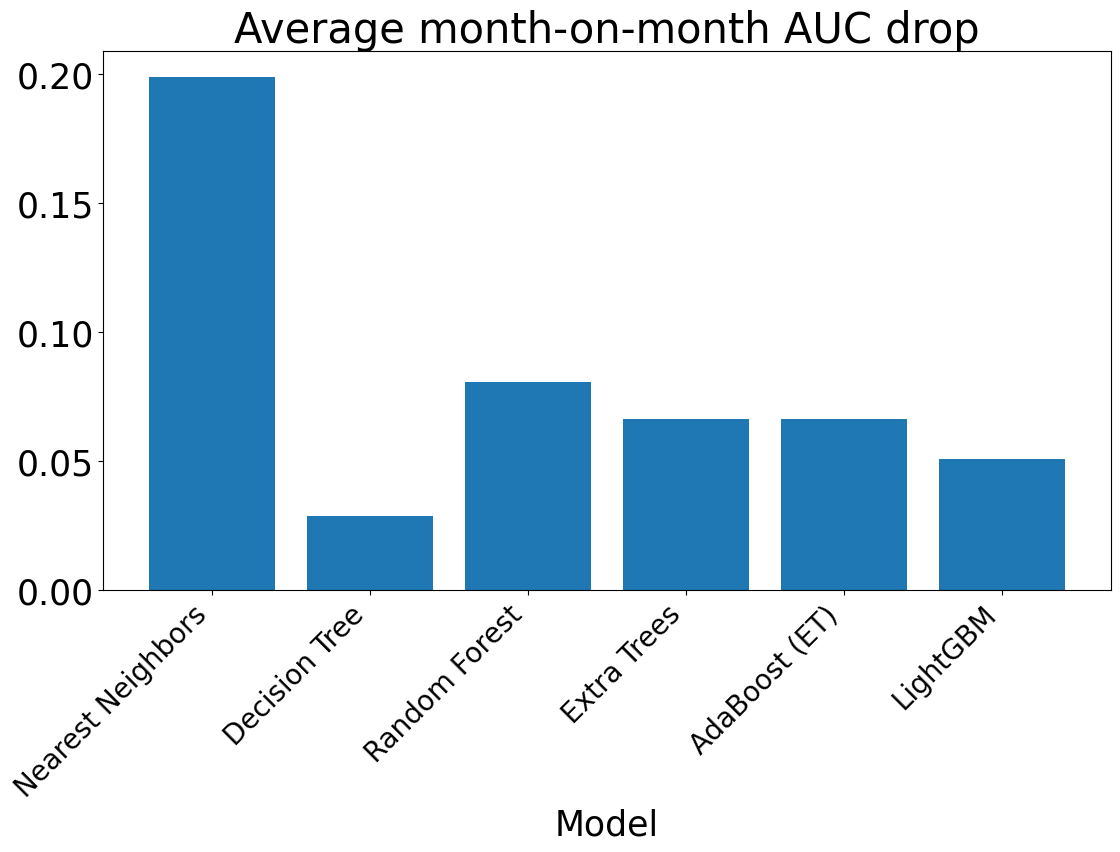 Average month-on-month AUC drop
0.20
0.15
0.10
0.05
0.00
Nearest Neighbors
Decision Tree
Random Forest
Extra Trees
AdaBoost (ET)
LightGBM
Model